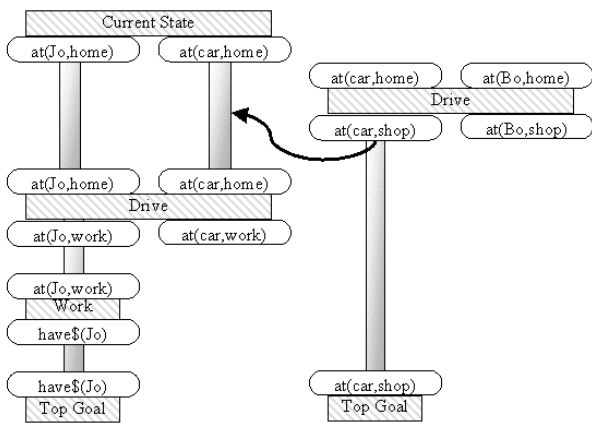 Current State
at(Jo,home)
at(car,home)
at(Jo,home)
at(car,home)
Drive
at(Jo,work)
at(car,work)
at(Jo,work)
Work
have$(Jo)
have$(Jo)
Top Goal
at(car,home)
at(Bo,home)
Drive
at(car,shop)
at(Bo,shop)
at(car,shop)
Top Goal